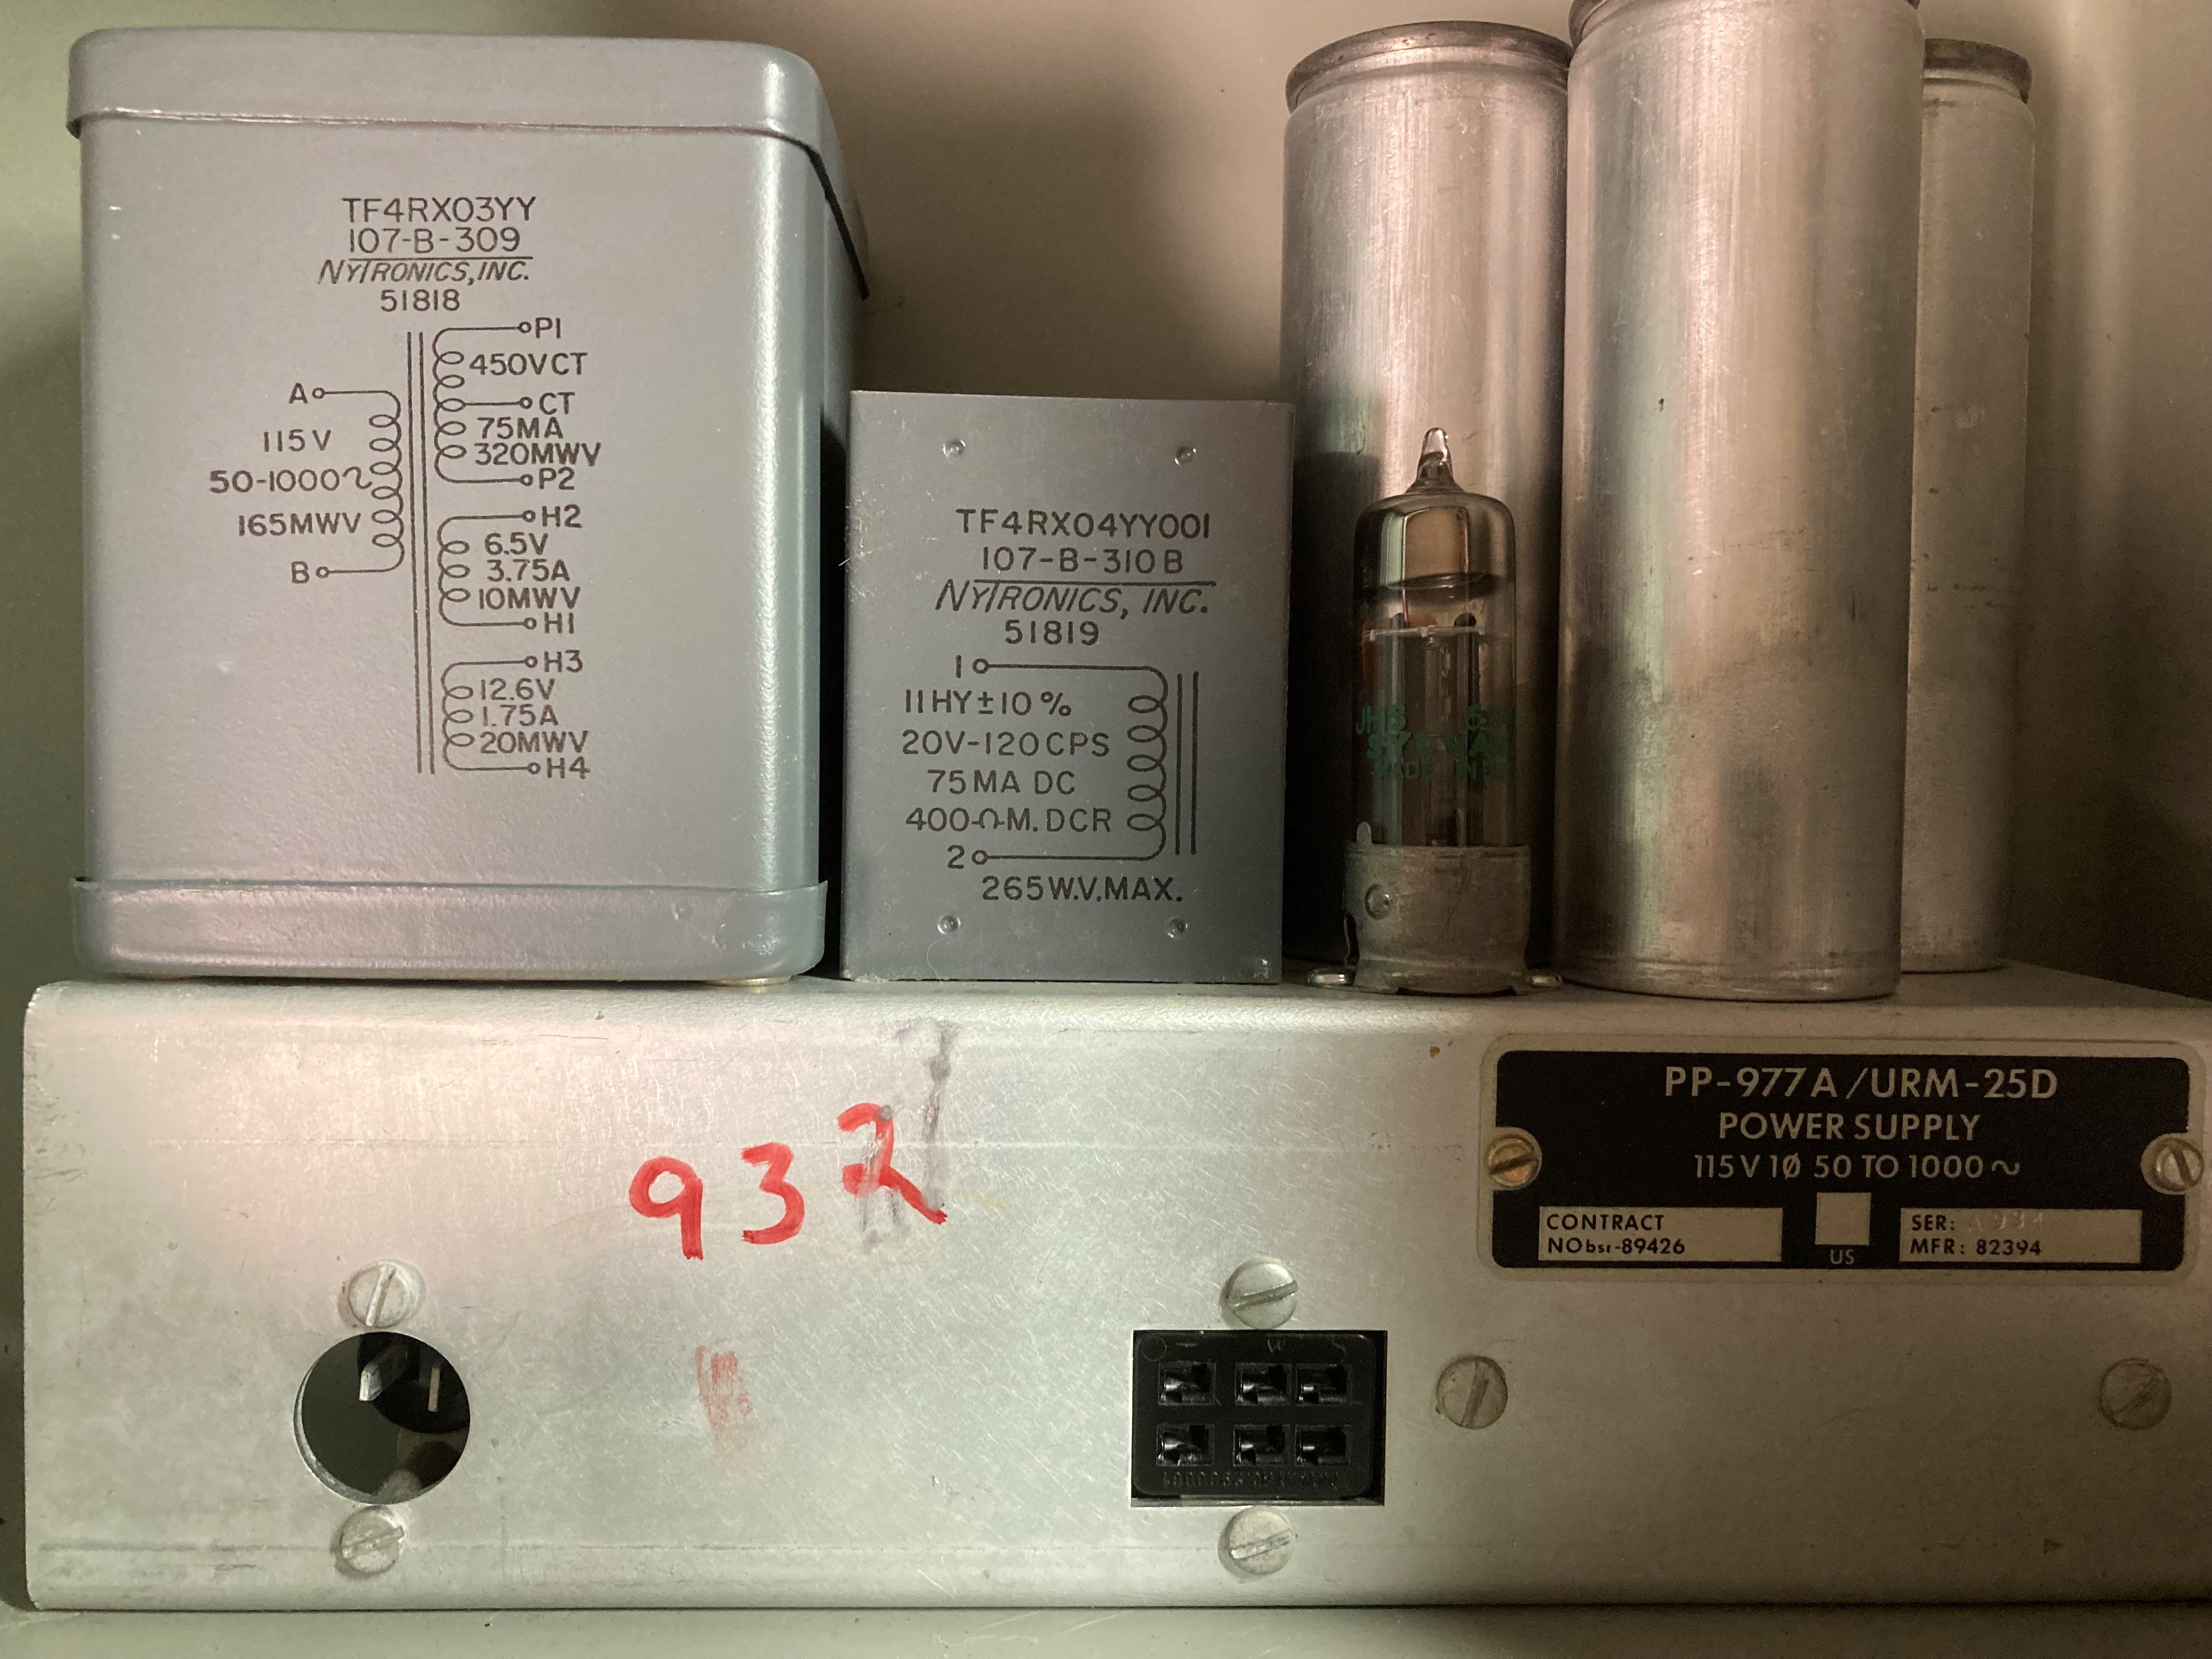 TF4RX03YY
107-B-309
NYTRONICS, INC.
51818
P1
450VCT
A
CT
115V
75MA
50-1000~
320MWV
P2
165MWV
H2
6.5V
B
3.75A
10MWV
H1
H3
12.6V
1.75A
20MWV
H4
TF4RX04YY001
107-B-310B
NYTRONICS, INC.
51819
1
11HY±10%
20V-120CPS
75MA DC
400-Ω-M.DCR
2
265W.V.MAX.
JHS
MADE IN
932
PP-977A/URM-25D
POWER SUPPLY
115V 1Ø 50 TO 1000~
CONTRACT
NObsr-89426
US
SER:
MFR: 82394